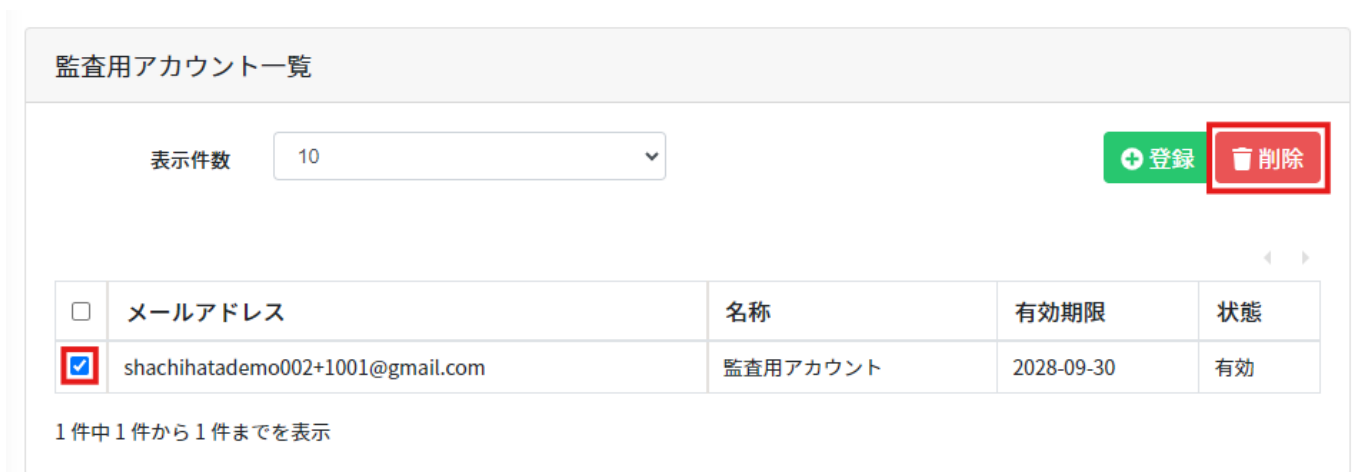 監査用アカウント一覧
表示件数 10 登録 削除
メールアドレス 名称 有効期限 状態
shachihatademo002+1001@gmail.com 監査用アカウント 2028-09-30 有効
1 件中 1 件から 1 件までを表示